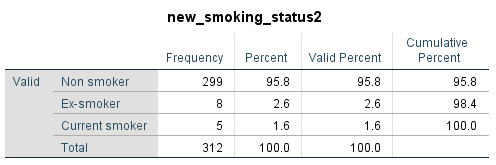 new_smoking_status2
Frequency Percent Valid Percent Cumulative Percent
Valid Non smoker 299 95.8 95.8 95.8
Ex-smoker 8 2.6 2.6 98.4
Current smoker 5 1.6 1.6 100.0
Total 312 100.0 100.0